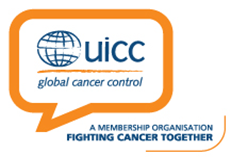 uicc
global cancer control
A MEMBERSHIP ORGANISATION
FIGHTING CANCER TOGETHER